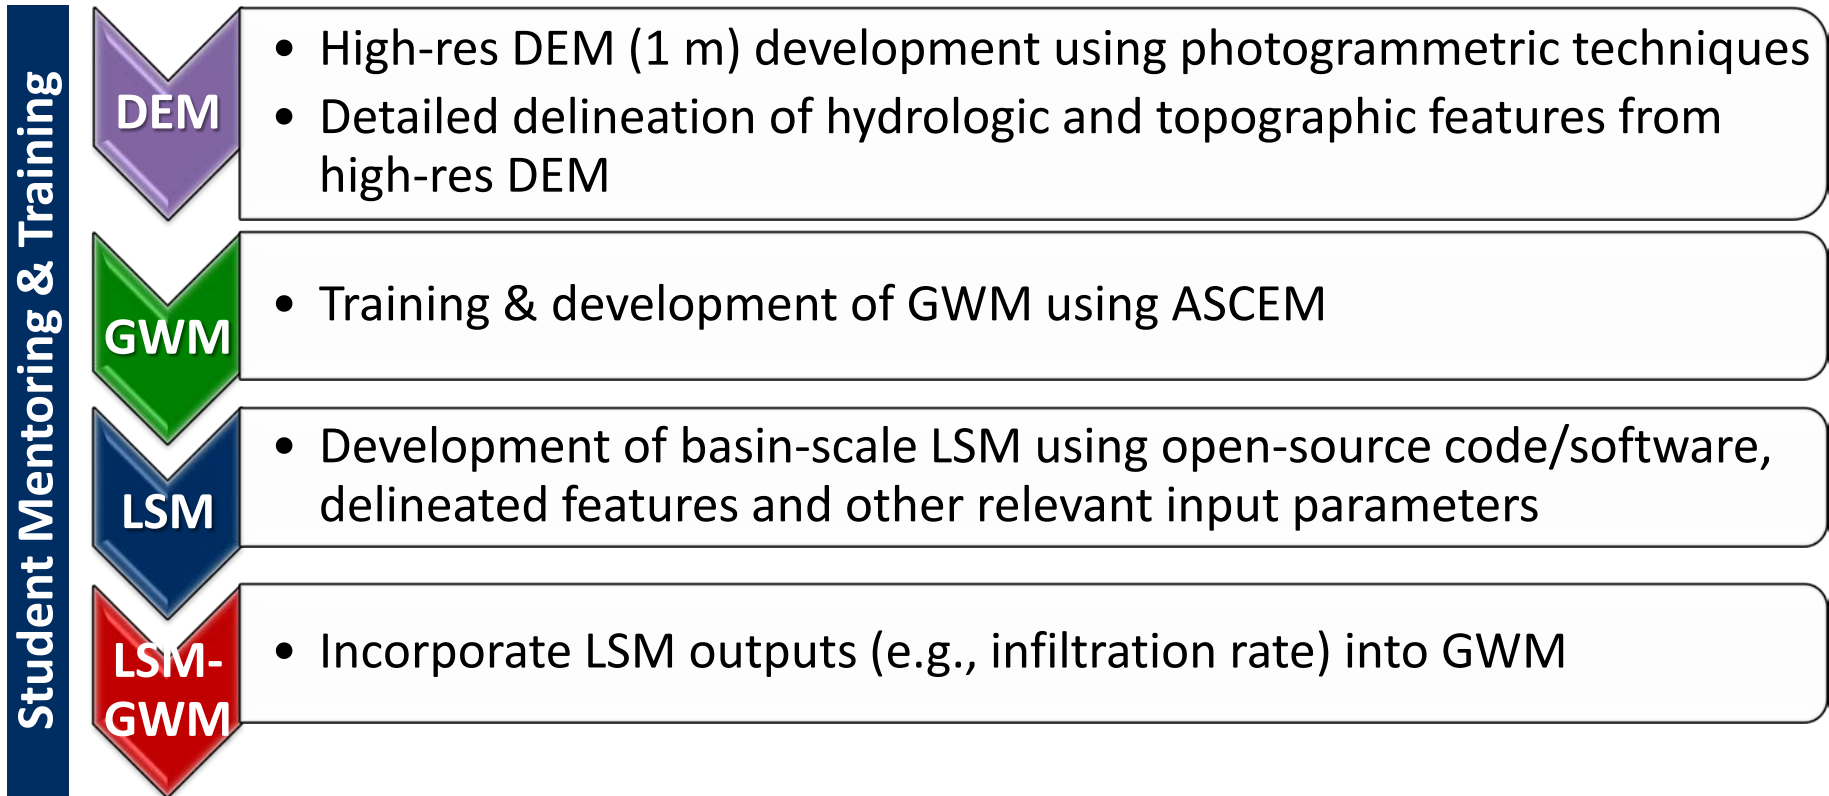 Student Mentoring & Training
DEM
• High-res DEM (1 m) development using photogrammetric techniques
• Detailed delineation of hydrologic and topographic features from
high-res DEM
GWM
• Training & development of GWM using ASCEM
LSM
• Development of basin-scale LSM using open-source code/software,
delineated features and other relevant input parameters
LSM-
GWM
• Incorporate LSM outputs (e.g., infiltration rate) into GWM